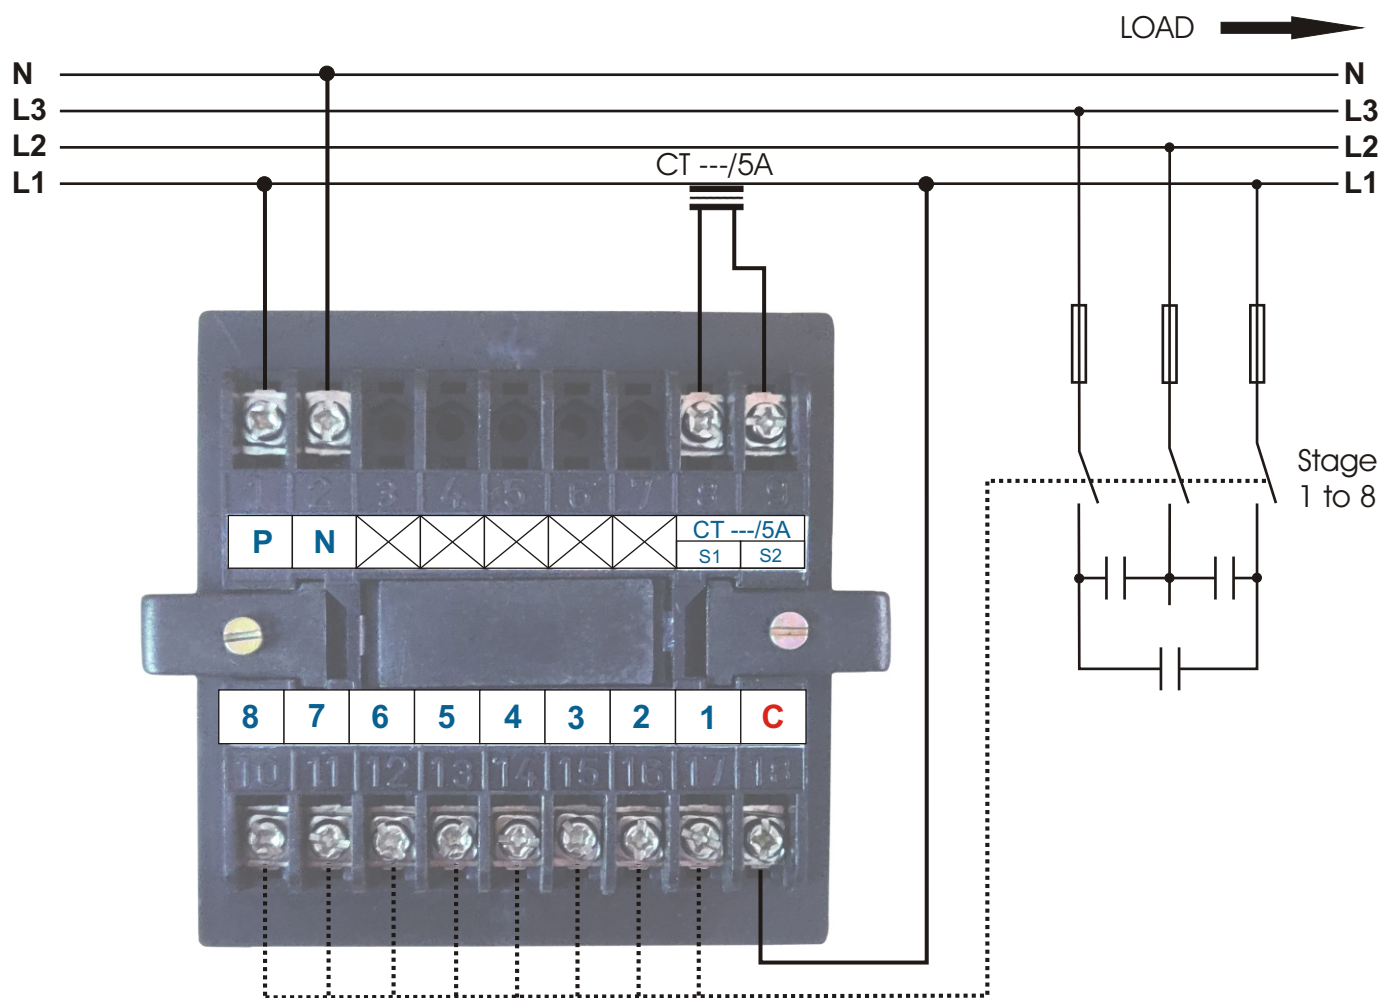 LOAD
N N
L3 L3
L2 L2
L1 L1
CT ---/5A
Stage
1 to 8
1 2 3 4 5 6 7 8 9
P N CT ---/5A
S1 S2
8 7 6 5 4 3 2 1 C
10 11 12 13 14 15 16 17 18